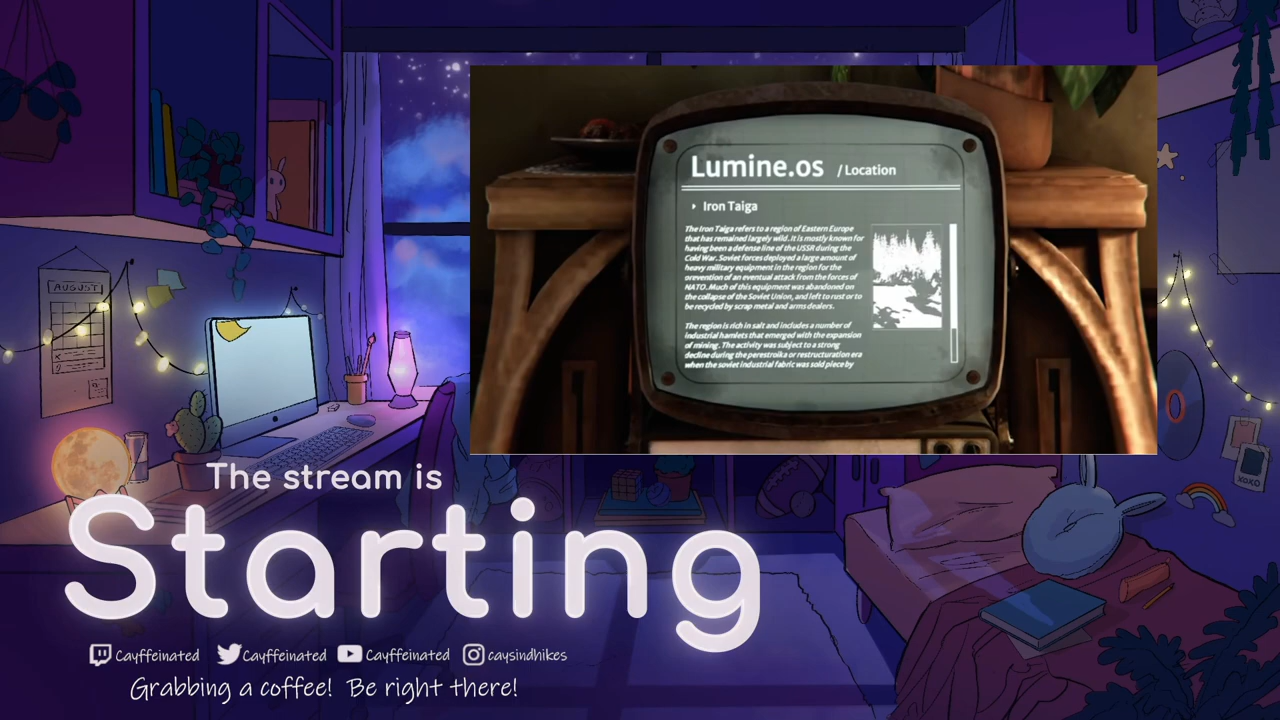 AUGUST
Lumine.os / Location
Iron Taiga
The Iron Taiga refers to a region of Eastern Europe
that has remained largely wild. It is mostly known for
having been a defense line of the USSR during the
Cold War. Soviet forces deployed a large amount of
heavy military equipment in the region for the
prevention of an eventual attack from the forces of
NATO. Much of this equipment was abandoned on
the collapse of the Soviet Union, and left to rust or to
be recycled by scrap metal and arms dealers.
The region is rich in salt and includes a number of
industrial hamlets that emerged with the expansion
of mining. The activity was subject to a strong
decline during the perestroika or restructuration era
when the soviet industrial fabric was sold piece by
XOXO
The stream is
Starting
Cayffeinated Cayffeinated Cayffeinated caysindhikes
Grabbing a coffee! Be right there!